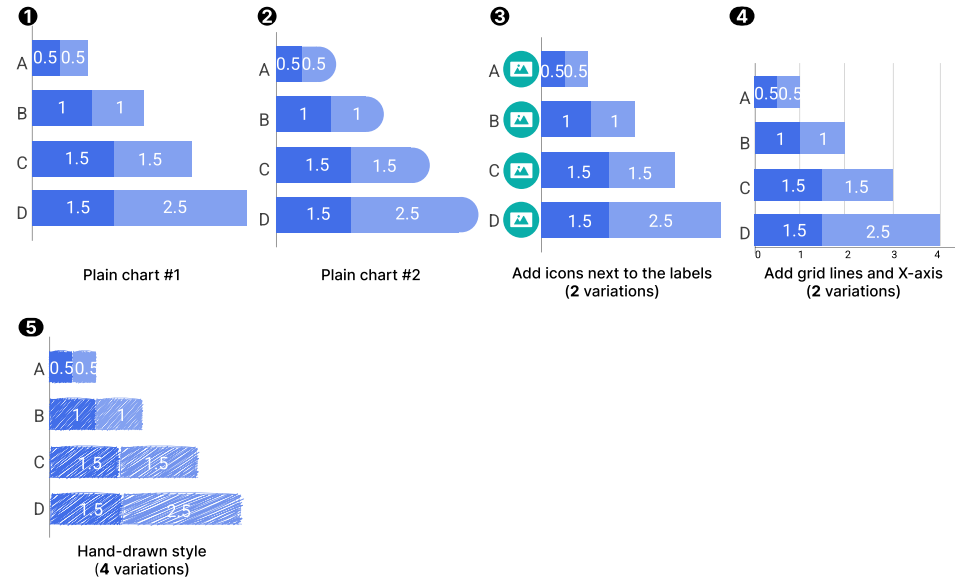 1
A 0.5 0.5
B 1 1
C 1.5 1.5
D 1.5 2.5
Plain chart #1
2
A 0.5 0.5
B 1 1
C 1.5 1.5
D 1.5 2.5
Plain chart #2
3
A 0.5 0.5
B 1 1
C 1.5 1.5
D 1.5 2.5
Add icons next to the labels
(2 variations)
4
A 0.5 0.5
B 1 1
C 1.5 1.5
D 1.5 2.5
0 1 2 3 4
Add grid lines and X-axis
(2 variations)
5
A 0.5 0.5
B 1 1
C 1.5 1.5
D 1.5 2.5
Hand-drawn style
(4 variations)